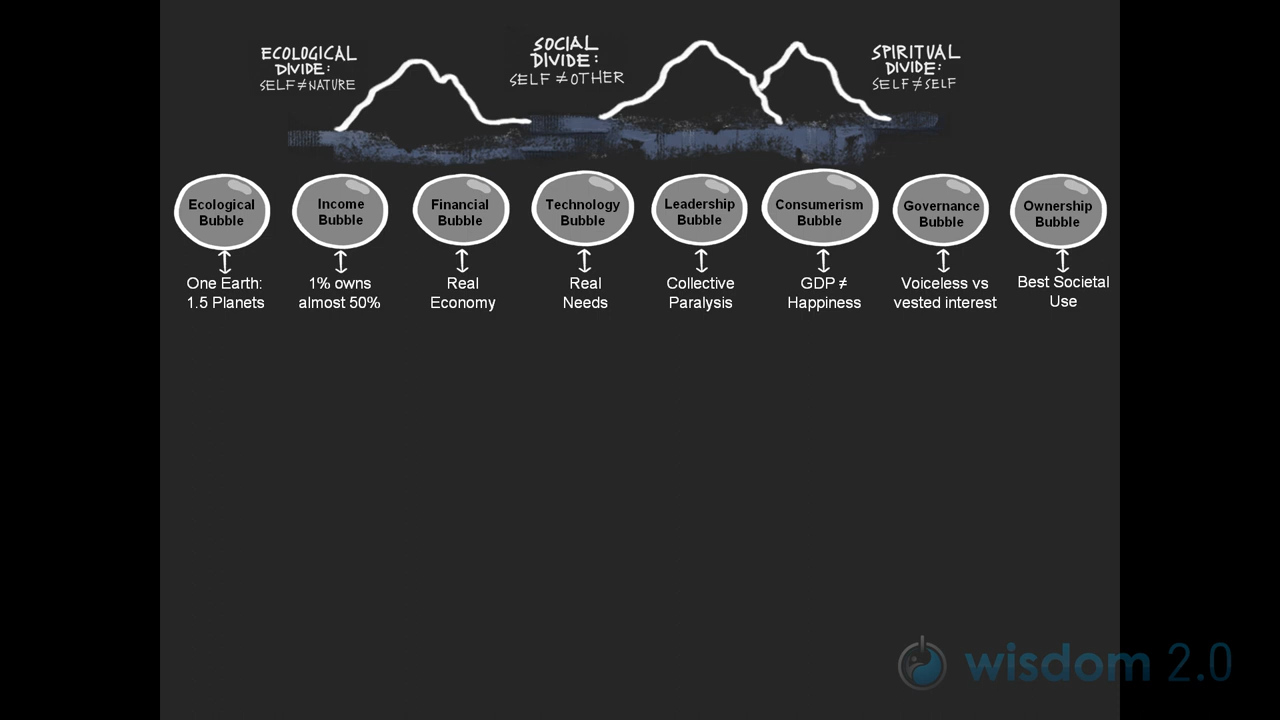 ECOLOGICAL
DIVIDE:
SELF ≠ NATURE
SOCIAL
DIVIDE:
SELF ≠ OTHER
SPIRITUAL
DIVIDE:
SELF ≠ SELF
Ecological
Bubble
Income
Bubble
Financial
Bubble
Technology
Bubble
Leadership
Bubble
Consumerism
Bubble
Governance
Bubble
Ownership
Bubble
One Earth:
1.5 Planets
1% owns
almost 50%
Real
Economy
Real
Needs
Collective
Paralysis
GDP ≠
Happiness
Voiceless vs
vested interest
Best Societal
Use
wisdom 2.0